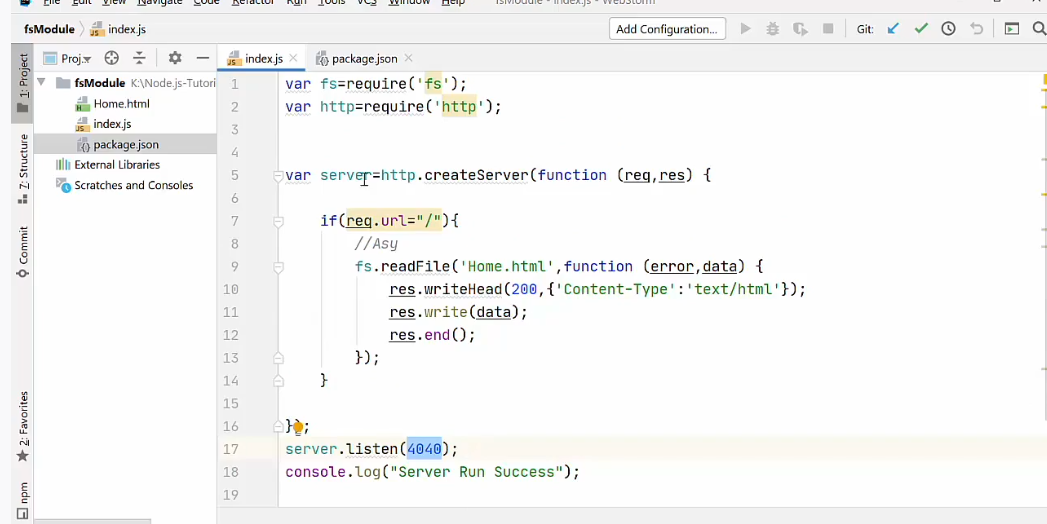 File Edit View Navigate Code Refactor Run Tools VCS Window Help fsModule - index.js - WebStorm
fsModule index.js Add Configuration... Git:
1: Project
Proj.
index.js package.json
fsModule K:\Node.js-Tutori
Home.html
index.js
package.json
External Libraries
Scratches and Consoles
7: Structure
Commit
2: Favorites
npm
1 var fs=require('fs');
2 var http=require('http');
3
4
5 var server=http.createServer(function (req,res) {
6
7 if(req.url="/"){
8 //Asy
9 fs.readFile('Home.html',function (error,data) {
10 res.writeHead(200,{'Content-Type':'text/html'});
11 res.write(data);
12 res.end();
13 });
14 }
15
16 });
17 server.listen(4040);
18 console.log("Server Run Success");
19